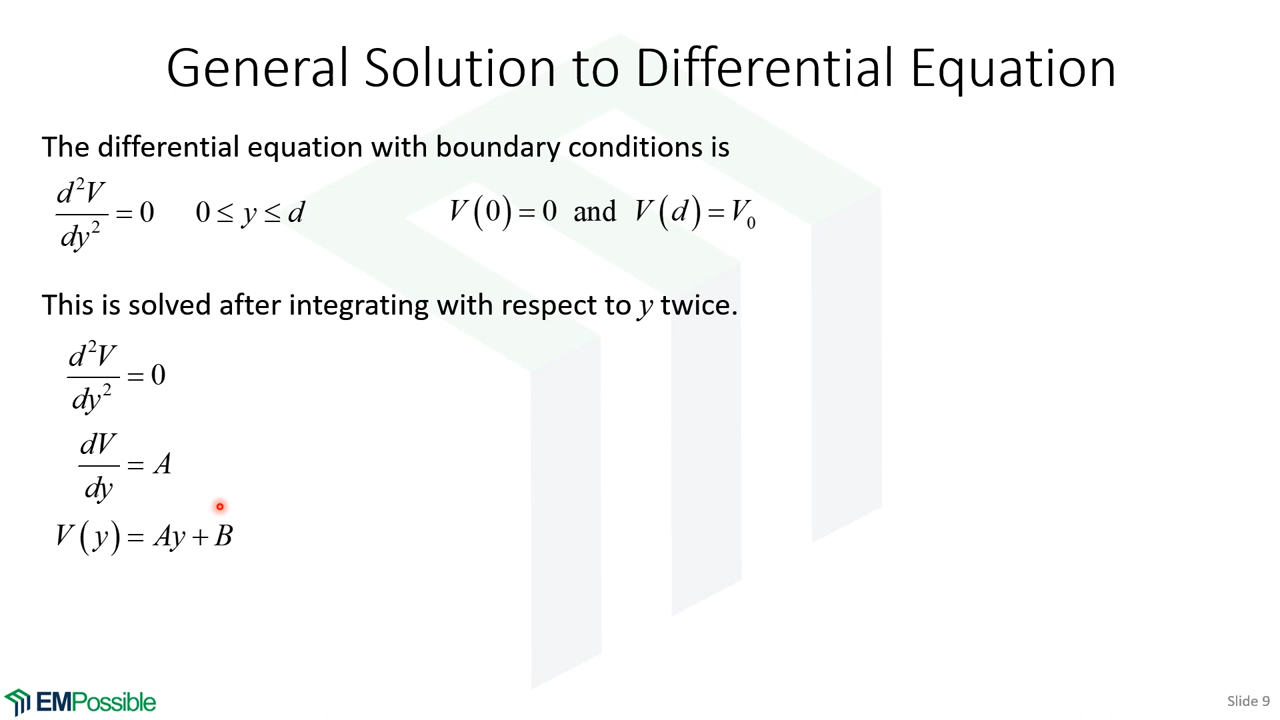 General Solution to Differential Equation
The differential equation with boundary conditions is
d²V/dy² = 0   0 ≤ y ≤ d   V(0) = 0 and V(d) = V₀
This is solved after integrating with respect to y twice.
d²V/dy² = 0
dV/dy = A
V(y) = Ay + B
EMPossible
Slide 9